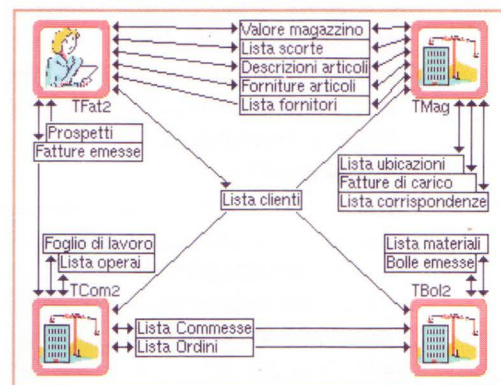 Valore magazzino
Lista scorte
Descrizioni articoli
Forniture articoli
Lista fornitori
TFat2
TMag
Prospetti
Fatture emesse
Lista ubicazioni
Fatture di carico
Lista corrispondenze
Lista clienti
Foglio di lavoro
Lista operai
Lista materiali
Bolle emesse
TCom2
TBol2
Lista Commesse
Lista Ordini